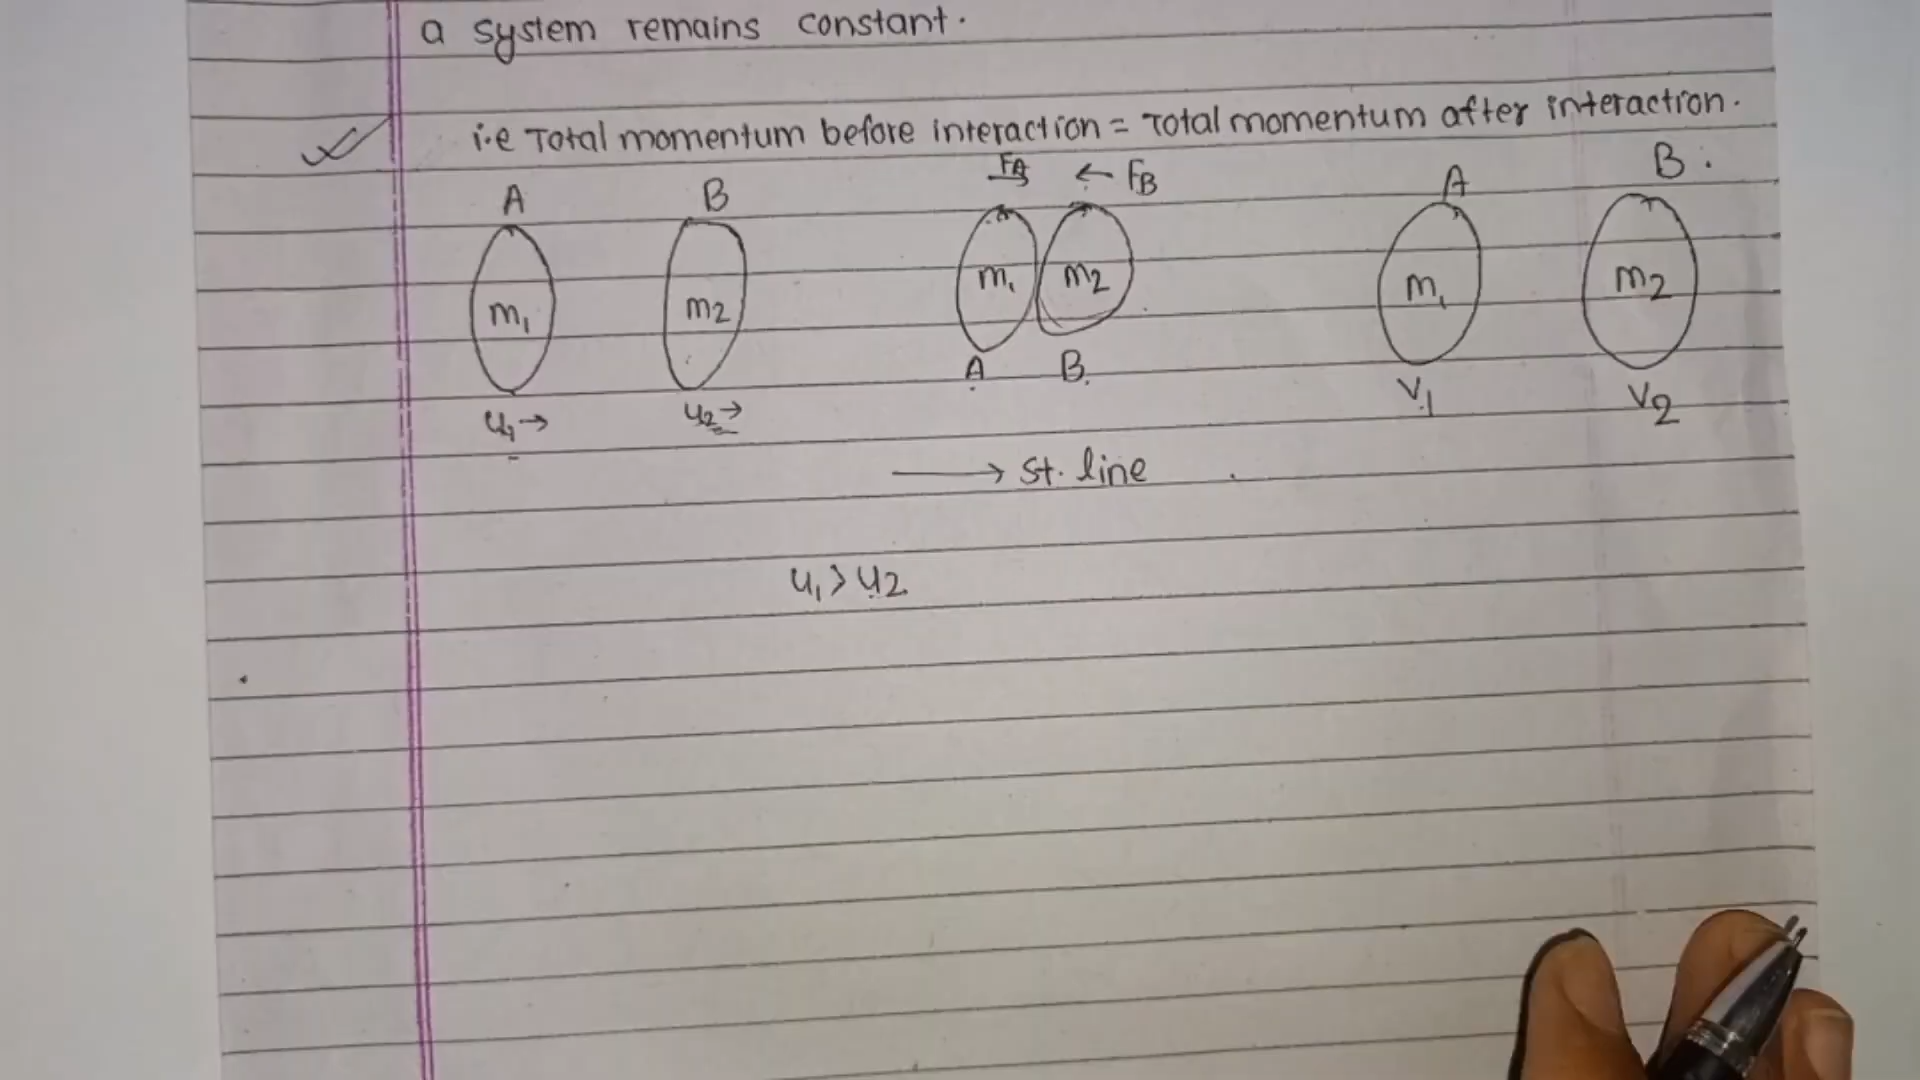 a system remains constant.
i.e Total momentum before interaction = Total momentum after interaction.
A B FA ← FB A B
m1 m2 m1 m2 m1 m2
A B
u1→ u2→ V1 V2
→ St. line
u1 > u2